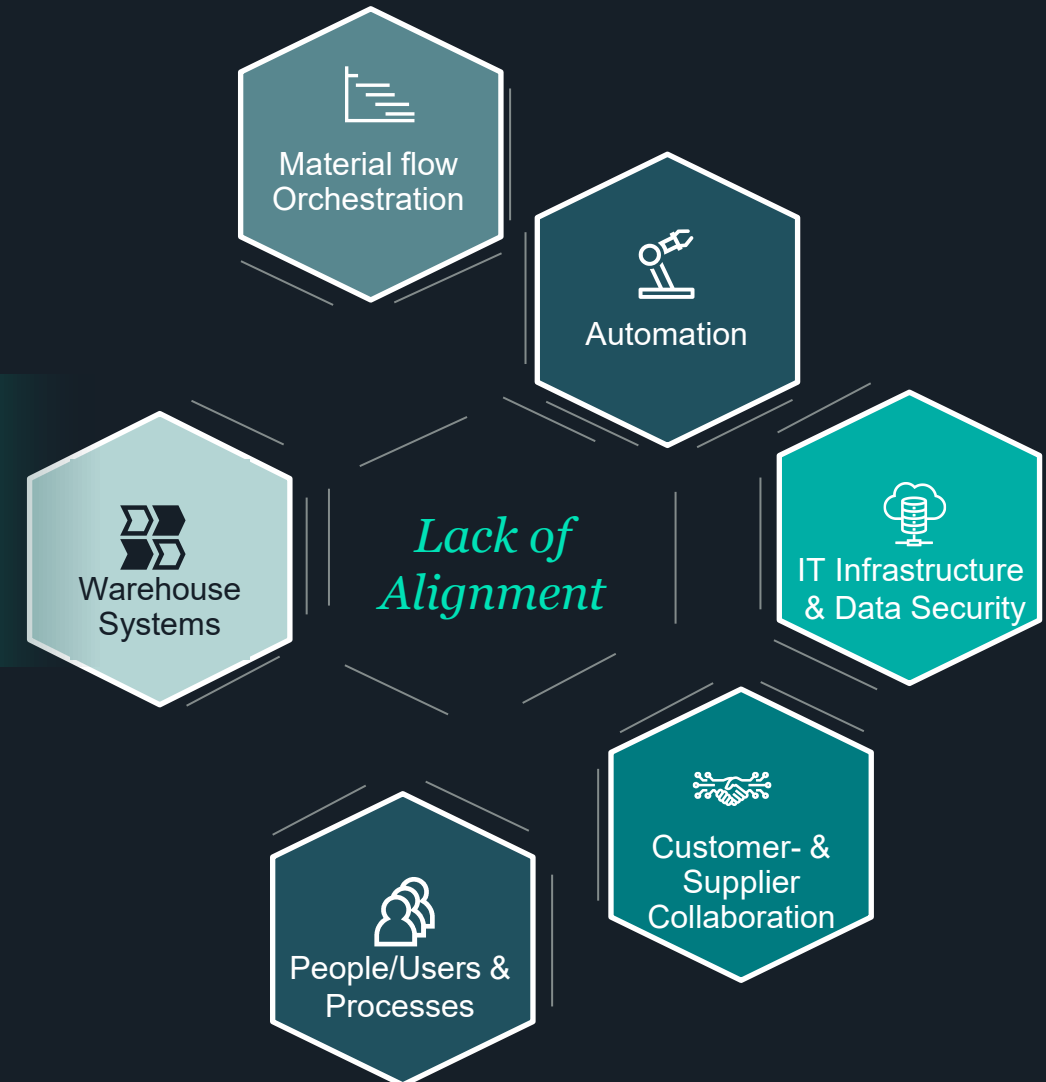 Material flow
Orchestration
Automation
Lack of
Alignment
Warehouse
Systems
IT Infrastructure
& Data Security
Customer- &
Supplier
Collaboration
People/Users &
Processes